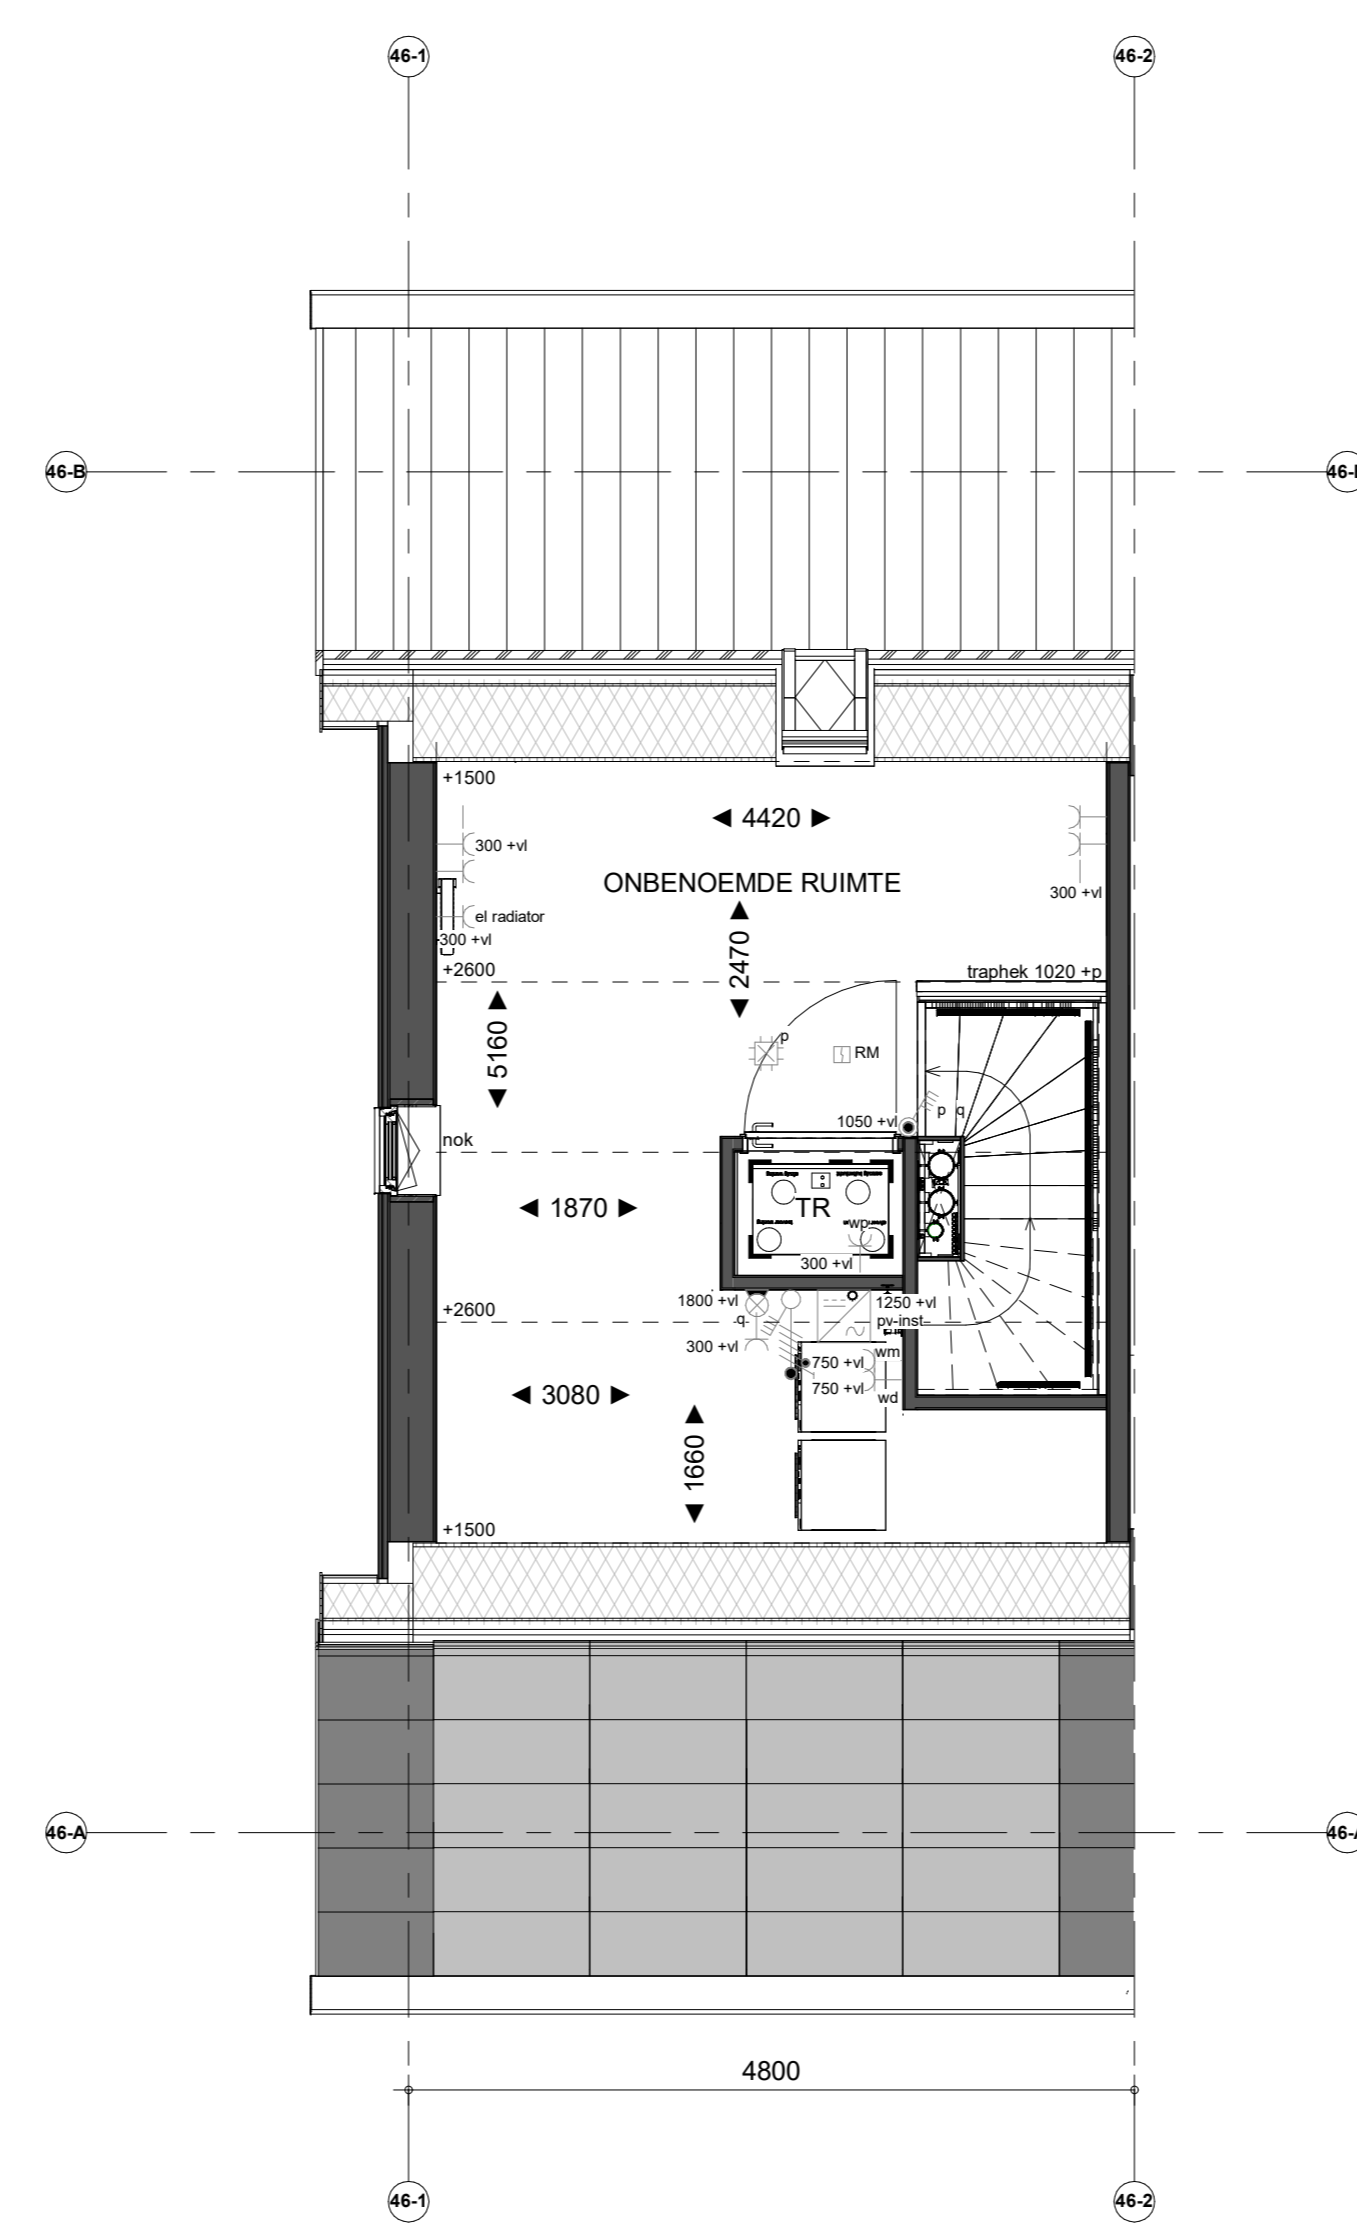 46-1
46-2
46-B
+1500
4420
300 +vl
ONBENOEMDE RUIMTE
300 +vl
el radiator
300 +vl
2470
+2600
traphek 1020 +p
5160
p
RM
1050 +vl
p q
nok
1870
TR
wp
300 +vl
+2600
1800 +vl
1250 +vl
q
pv-inst
300 +vl
wm
750 +vl
750 +vl
wd
3080
1660
+1500
46-A
4800
46-1
46-2